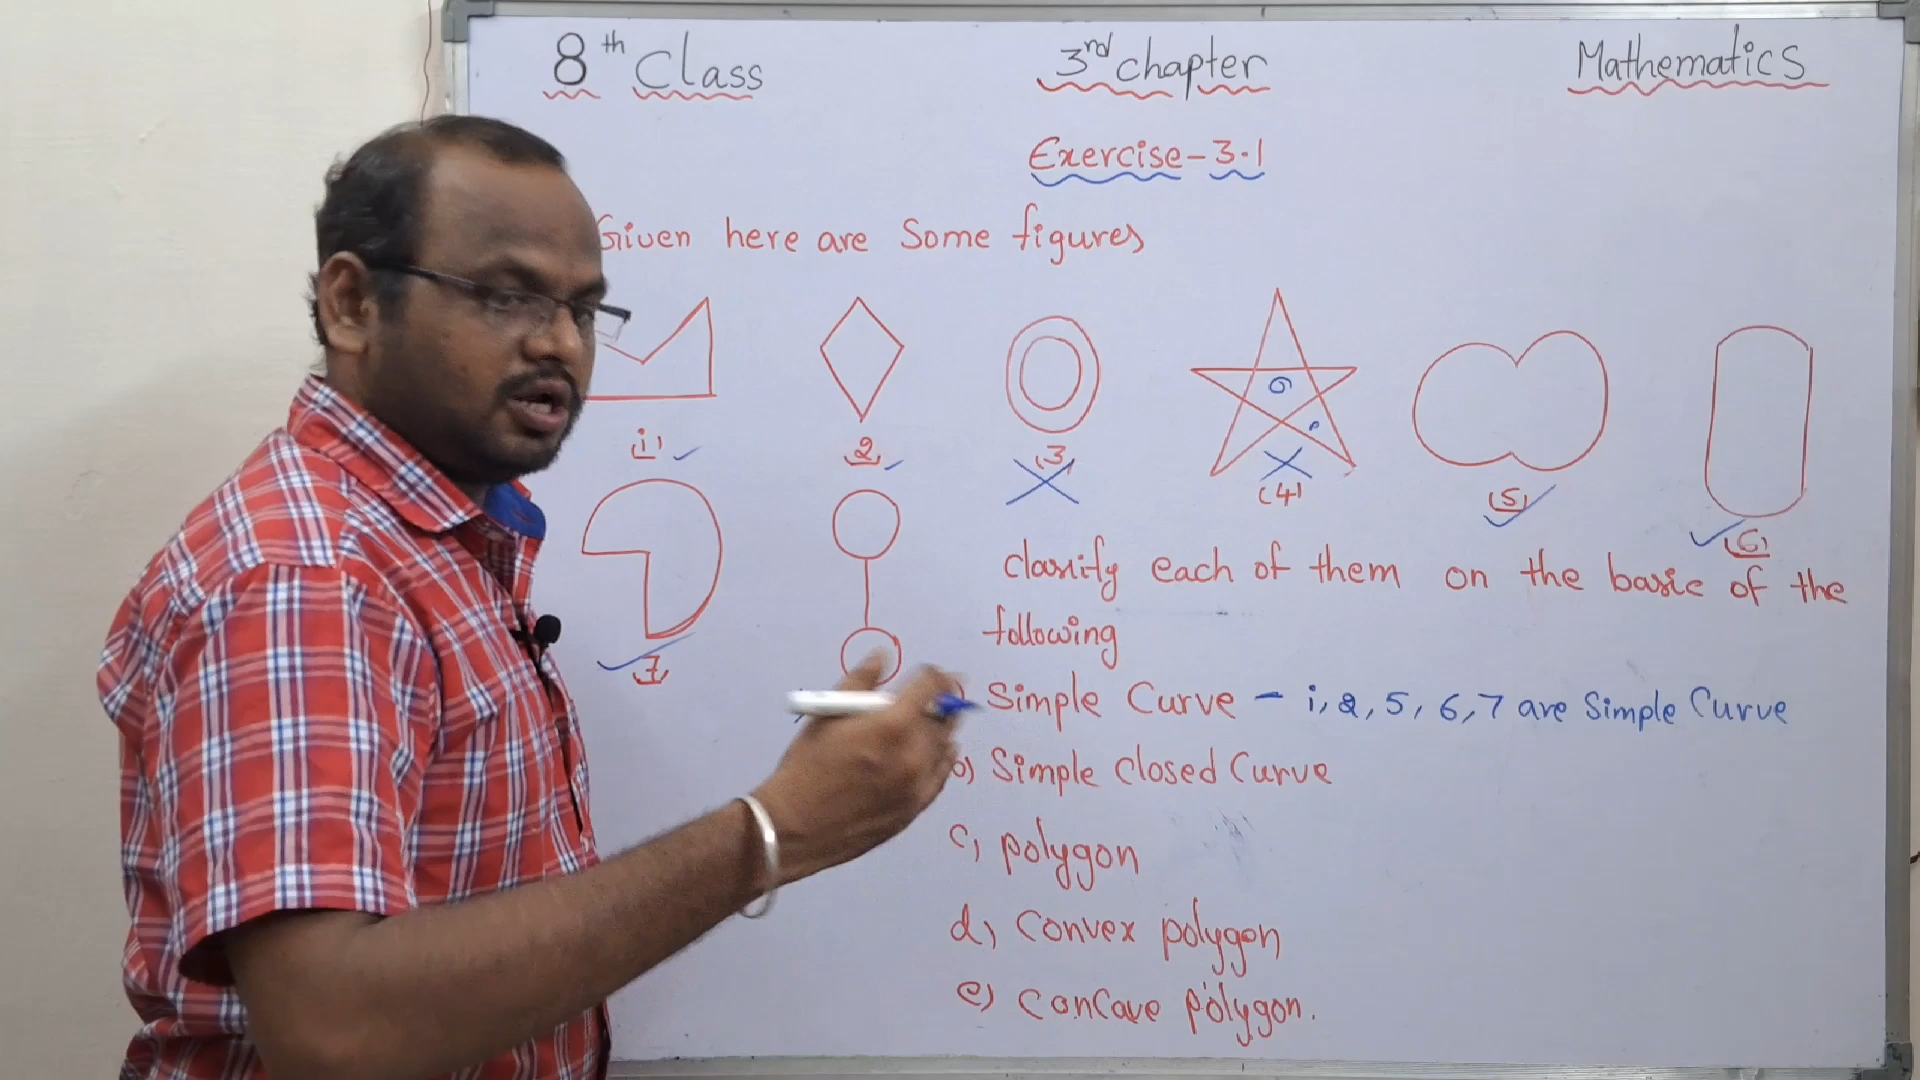 8th Class 3rd chapter Mathematics
Exercise-3.1
Given here are Some figures
(1) (2) (3) (4) (5) (6)
(7)
classify each of them on the basic of the
following
Simple Curve - 1, 2, 5, 6, 7 are Simple Curve
b) Simple closed Curve
c) polygon
d) Convex polygon
e) Concave polygon.